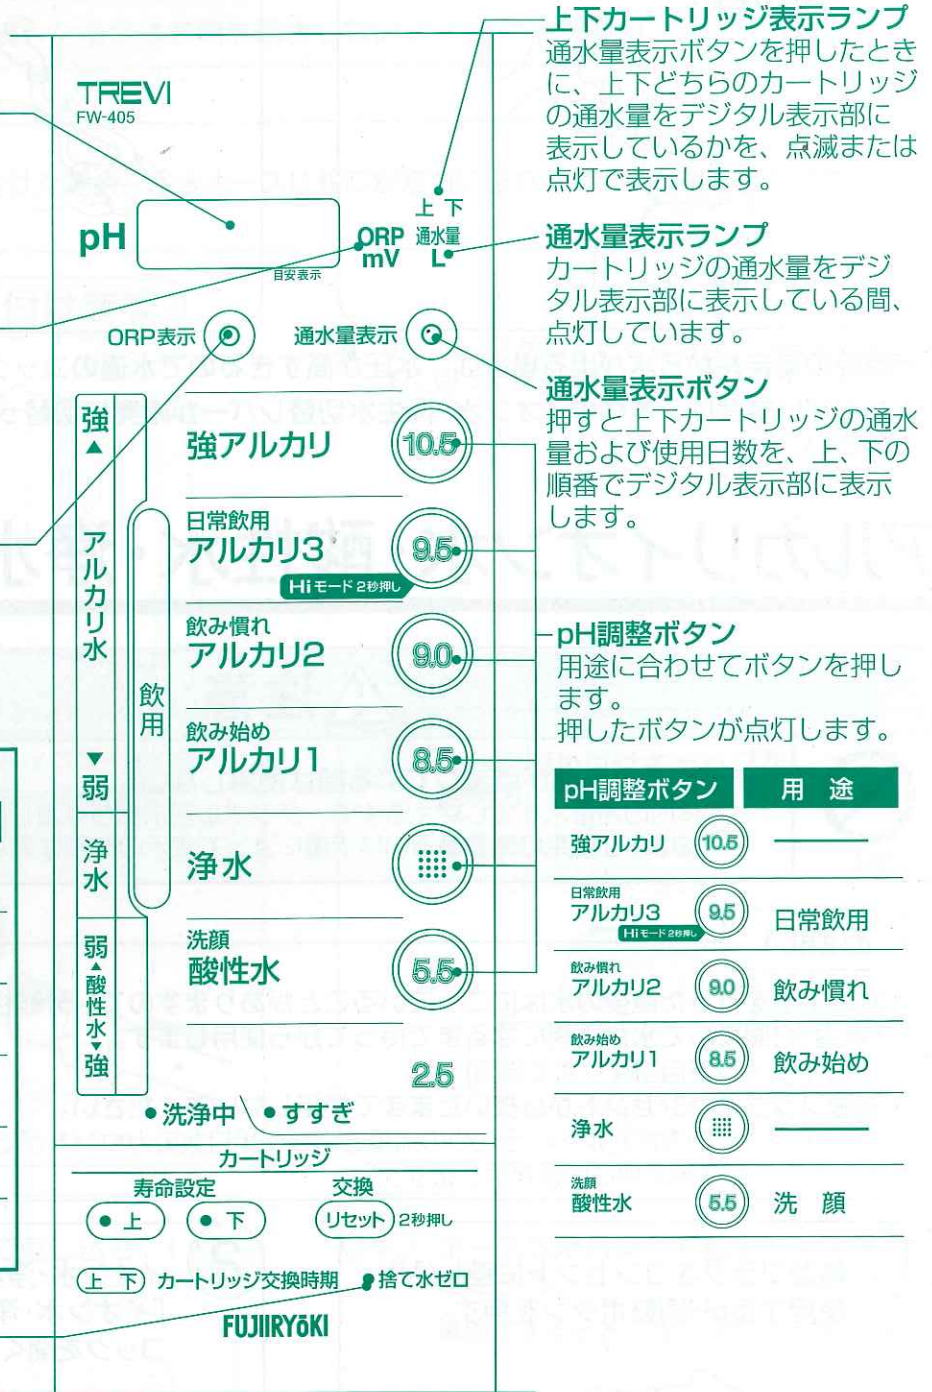 TREVI
FW-405
pH
目安表示
上 下
ORP
mV
通水量
L
ORP表示
通水量表示
強
▲
アルカリ水
▼
弱
浄水
弱
▲
酸性水
▼
強
飲用
強アルカリ
10.5
日常飲用
アルカリ3
9.5
Hiモード2秒押し
飲み慣れ
アルカリ2
9.0
飲み始め
アルカリ1
8.5
浄水
洗顔
酸性水
5.5
2.5
●洗浄中
●すすぎ
カートリッジ
寿命設定
交換
●上
●下
リセット
2秒押し
上 下
カートリッジ交換時期
●捨て水ゼロ
FUJIIRYōKI
上下カートリッジ表示ランプ
通水量表示ボタンを押したとき
に、上下どちらのカートリッジ
の通水量をデジタル表示部に
表示しているかを、点滅または
点灯で表示します。
通水量表示ランプ
カートリッジの通水量をデジ
タル表示部に表示している間、
点灯しています。
通水量表示ボタン
押すと上下カートリッジの通水
量および使用日数を、上、下の
順番でデジタル表示部に表示
します。
pH調整ボタン
用途に合わせてボタンを押し
ます。
押したボタンが点灯します。
pH調整ボタン 用 途
強アルカリ 10.5
日常飲用
アルカリ3 9.5 日常飲用
Hiモード2秒押し
飲み慣れ
アルカリ2 9.0 飲み慣れ
飲み始め
アルカリ1 8.5 飲み始め
浄水
洗顔
酸性水 5.5 洗 顔